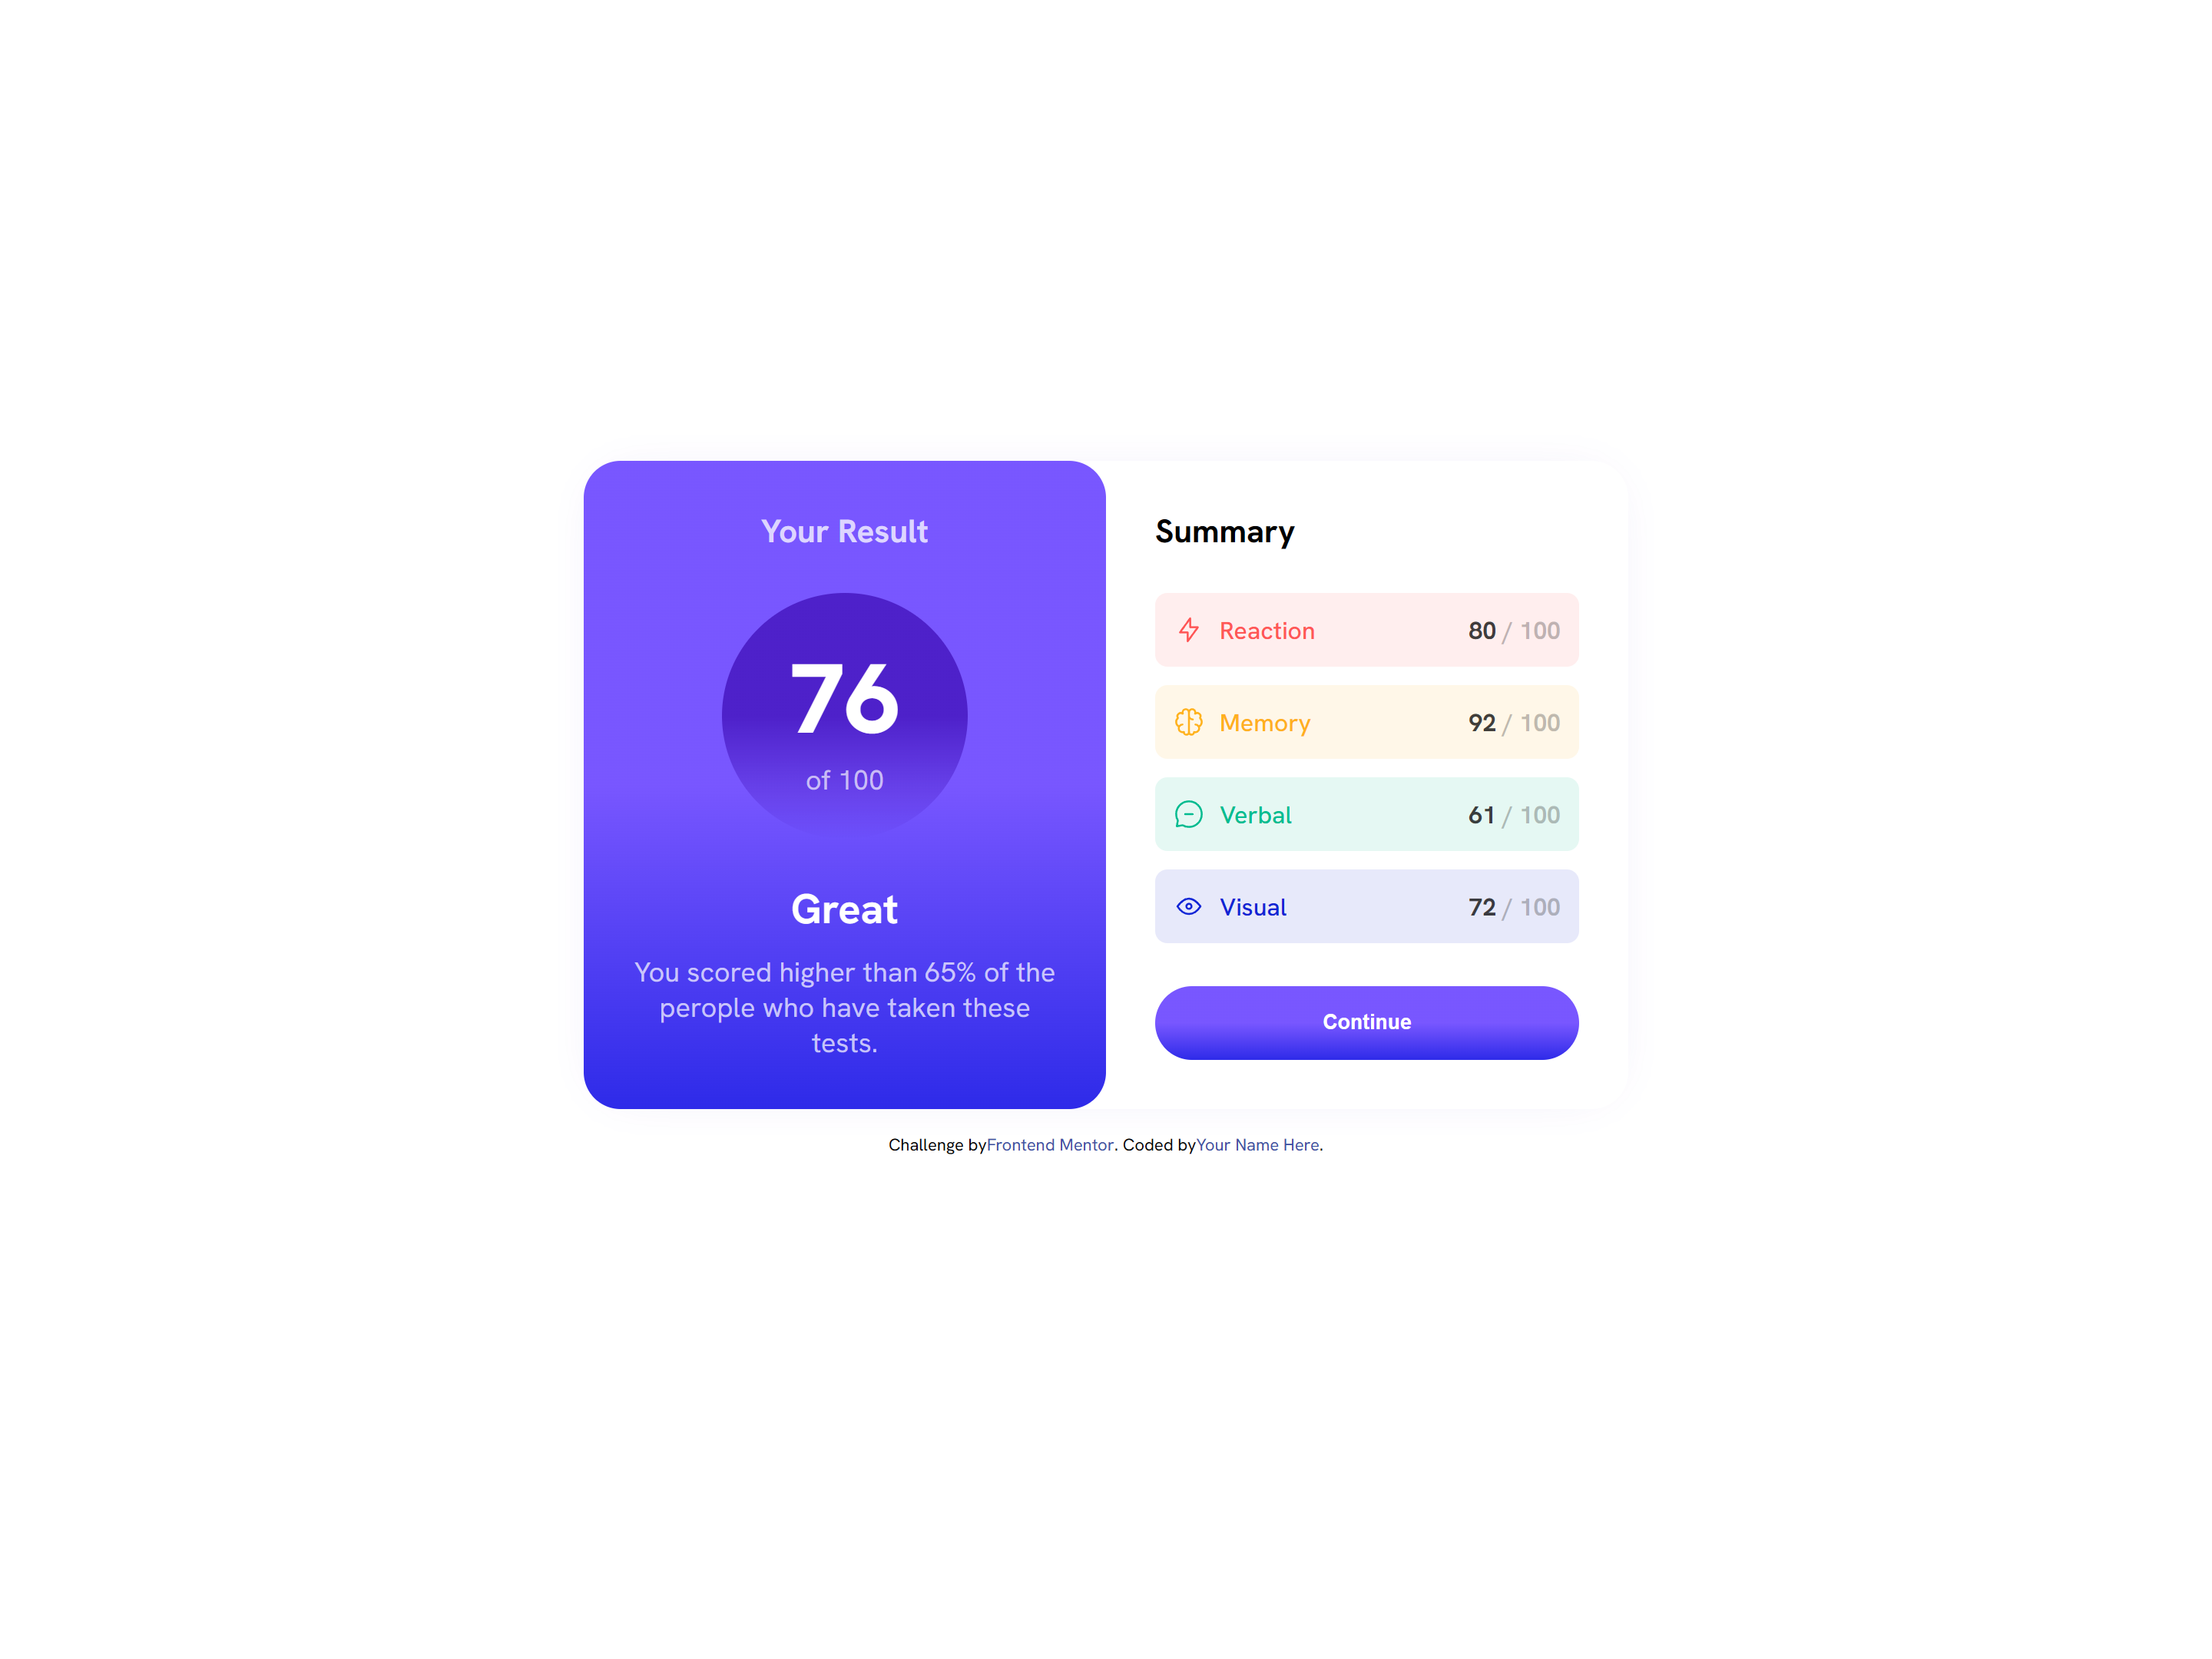 Your Result
76
of 100
Great
You scored higher than 65% of the
perople who have taken these
tests.
Summary
Reaction 80 / 100
Memory 92 / 100
Verbal 61 / 100
Visual 72 / 100
Continue
Challenge byFrontend Mentor. Coded byYour Name Here.